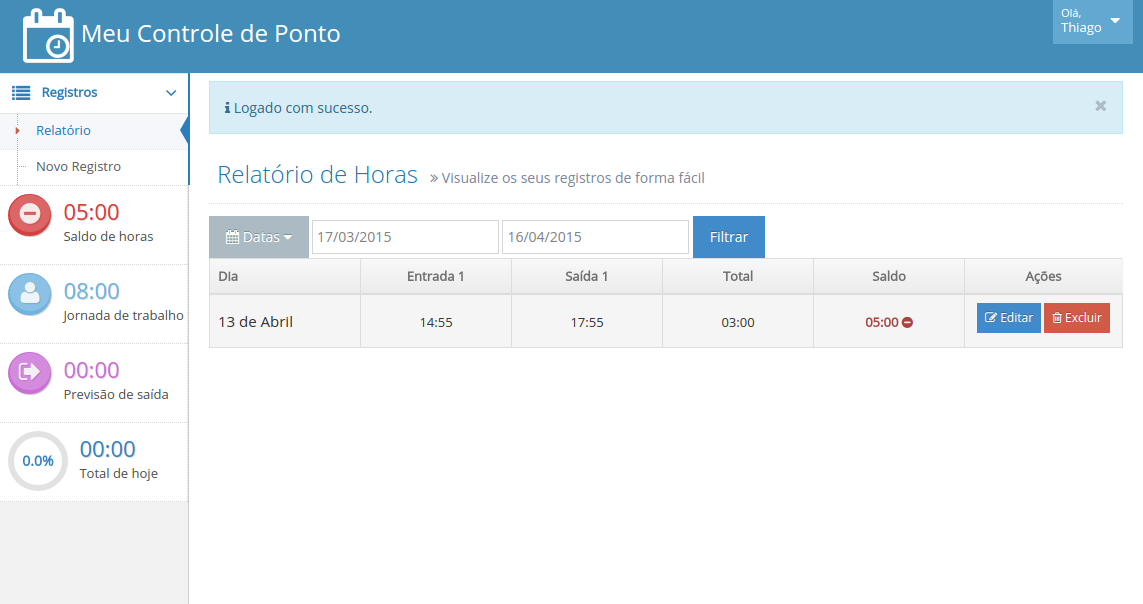 Meu Controle de Ponto
Olá,
Thiago
Registros
Relatório
Novo Registro
05:00
Saldo de horas
08:00
Jornada de trabalho
00:00
Previsão de saída
0.0%
00:00
Total de hoje
Logado com sucesso.
Relatório de Horas » Visualize os seus registros de forma fácil
Datas 17/03/2015 16/04/2015 Filtrar
Dia Entrada 1 Saída 1 Total Saldo Ações
13 de Abril 14:55 17:55 03:00 05:00 Editar Excluir